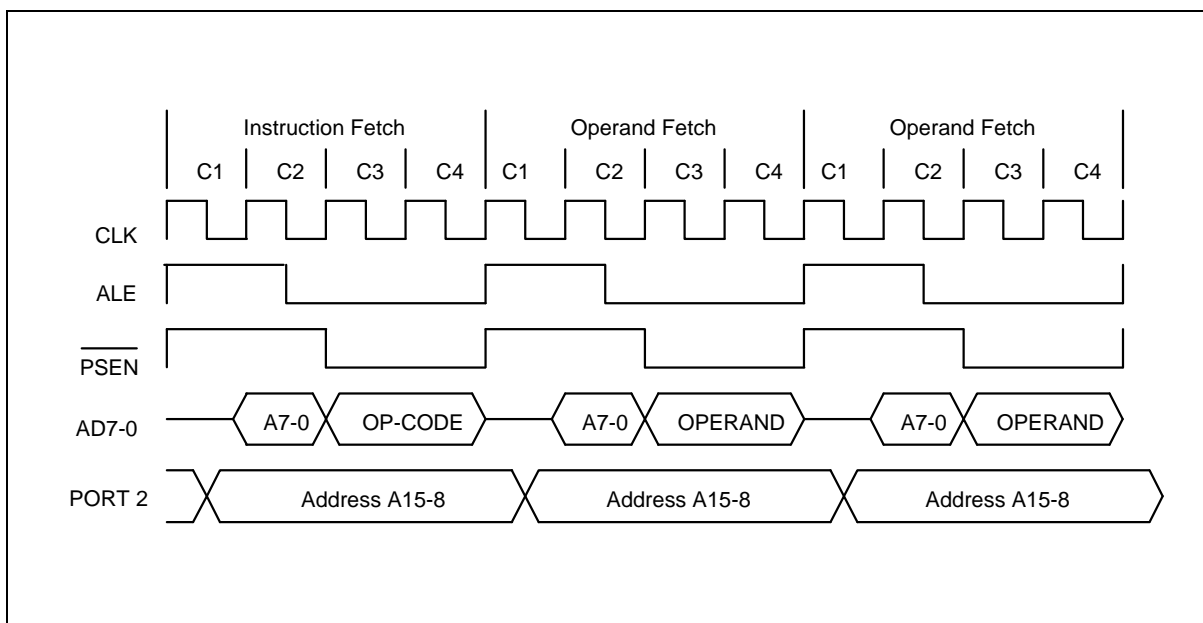 Instruction Fetch Operand Fetch Operand Fetch
C1 C2 C3 C4 C1 C2 C3 C4 C1 C2 C3 C4
CLK
ALE
PSEN
AD7-0 A7-0 OP-CODE A7-0 OPERAND A7-0 OPERAND
PORT 2 Address A15-8 Address A15-8 Address A15-8